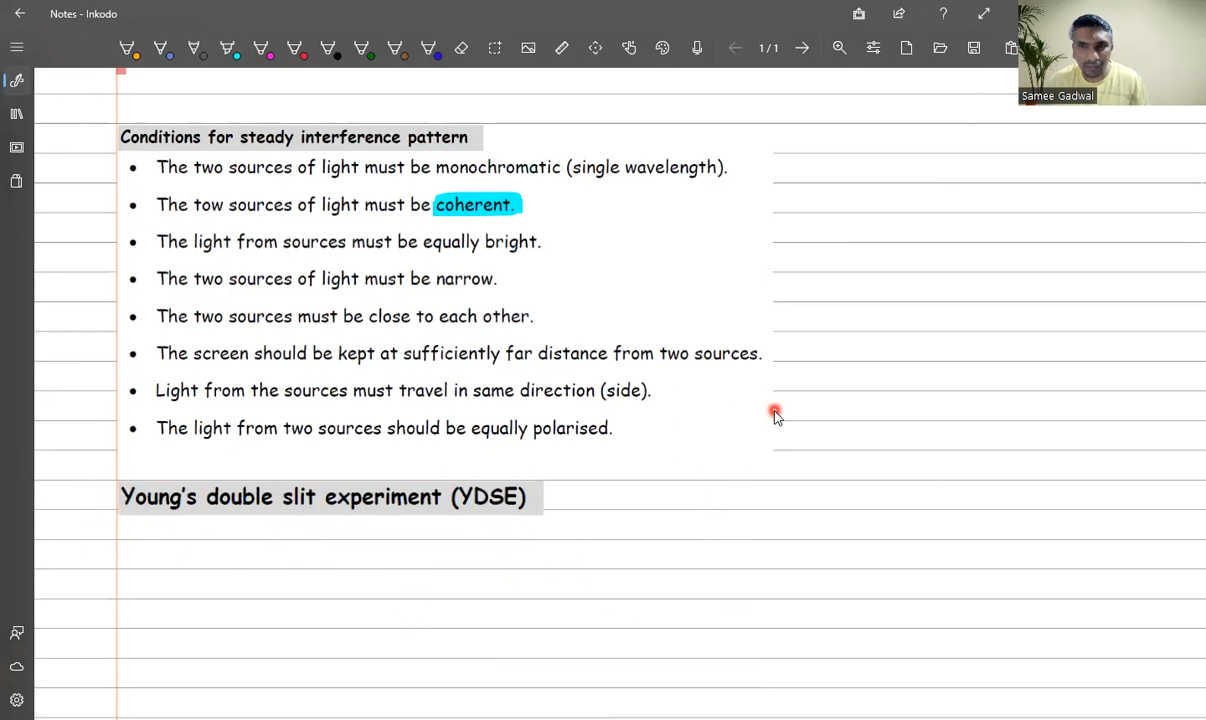 Notes - Inkodo
1/1
Samee Gadwal
Conditions for steady interference pattern
• The two sources of light must be monochromatic (single wavelength).
• The tow sources of light must be coherent.
• The light from sources must be equally bright.
• The two sources of light must be narrow.
• The two sources must be close to each other.
• The screen should be kept at sufficiently far distance from two sources.
• Light from the sources must travel in same direction (side).
• The light from two sources should be equally polarised.
Young's double slit experiment (YDSE)